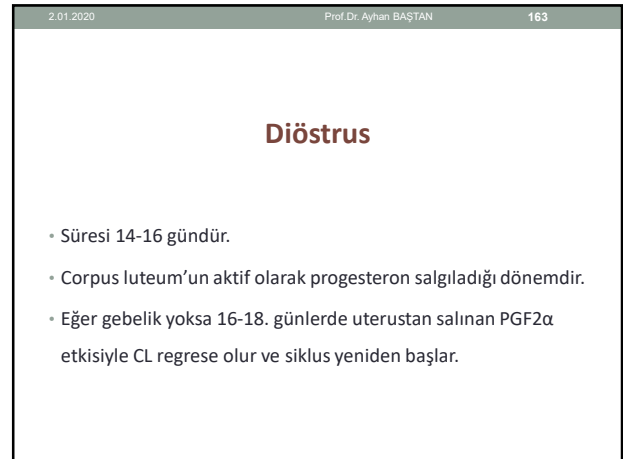 2.01.2020 Prof.Dr. Ayhan BAŞTAN 163
Diöstrus
• Süresi 14-16 gündür.
• Corpus luteum’un aktif olarak progesteron salgıladığı dönemdir.
• Eğer gebelik yoksa 16-18. günlerde uterustan salınan PGF2α
etkisiyle CL regrese olur ve siklus yeniden başlar.